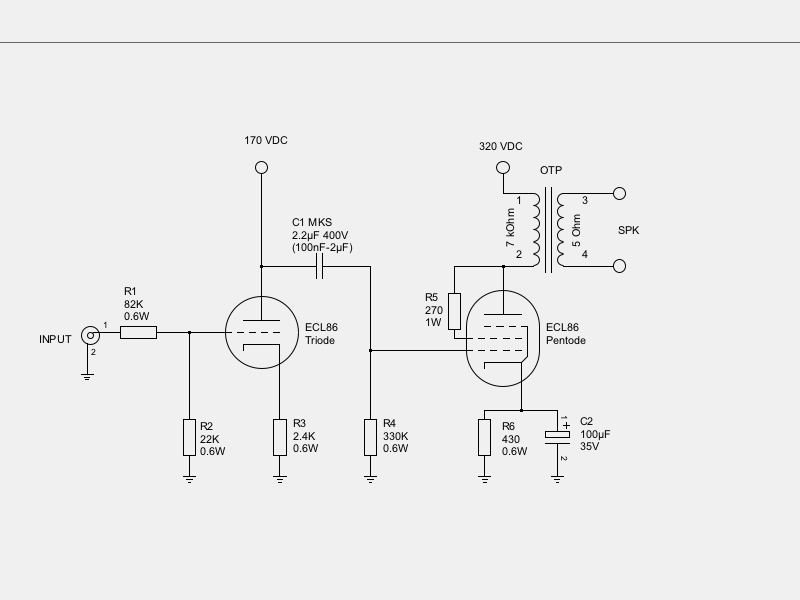 170 VDC
320 VDC
OTP
C1 MKS
2.2µF 400V
(100nF-2µF)
1
3
7 kOhm
5 Ohm
SPK
2
4
R1
82K
0.6W
R5
270
1W
INPUT
1
2
ECL86
Triode
ECL86
Pentode
R2
22K
0.6W
R3
2.4K
0.6W
R4
330K
0.6W
R6
430
0.6W
1
+
2
C2
100µF
35V